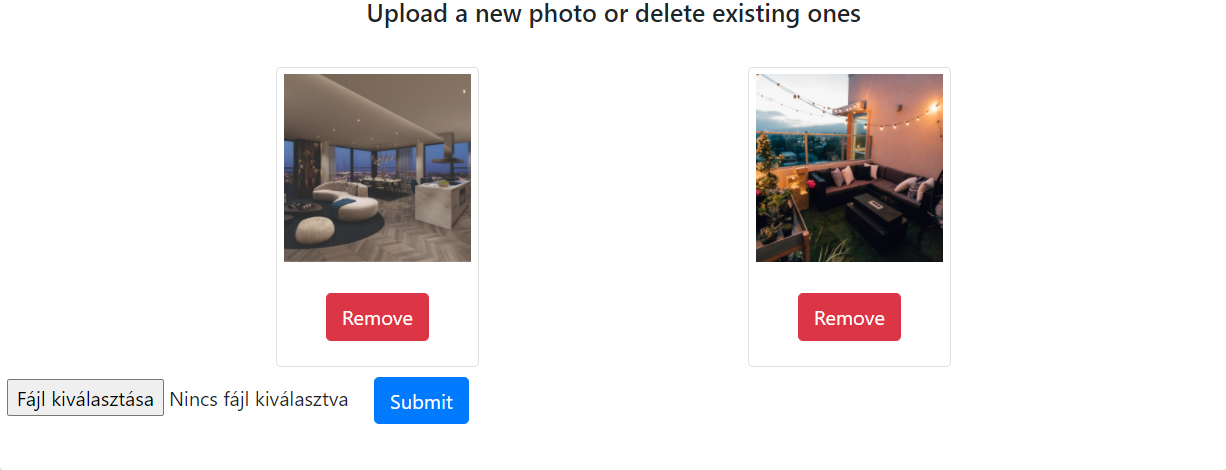 Upload a new photo or delete existing ones
Remove Remove
Fájl kiválasztása Nincs fájl kiválasztva Submit